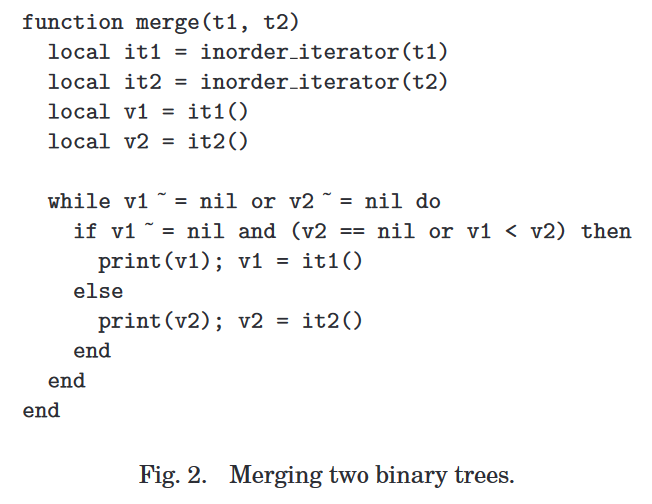 function merge(t1, t2)
  local it1 = inorder_iterator(t1)
  local it2 = inorder_iterator(t2)
  local v1 = it1()
  local v2 = it2()

  while v1 ~= nil or v2 ~= nil do
    if v1 ~= nil and (v2 == nil or v1 < v2) then
      print(v1); v1 = it1()
    else
      print(v2); v2 = it2()
    end
  end
end
Fig. 2. Merging two binary trees.